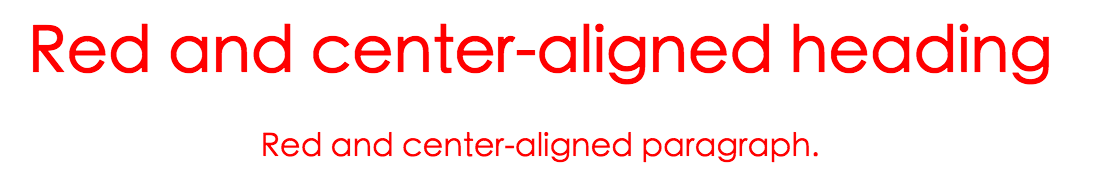 Red and center-aligned heading
Red and center-aligned paragraph.